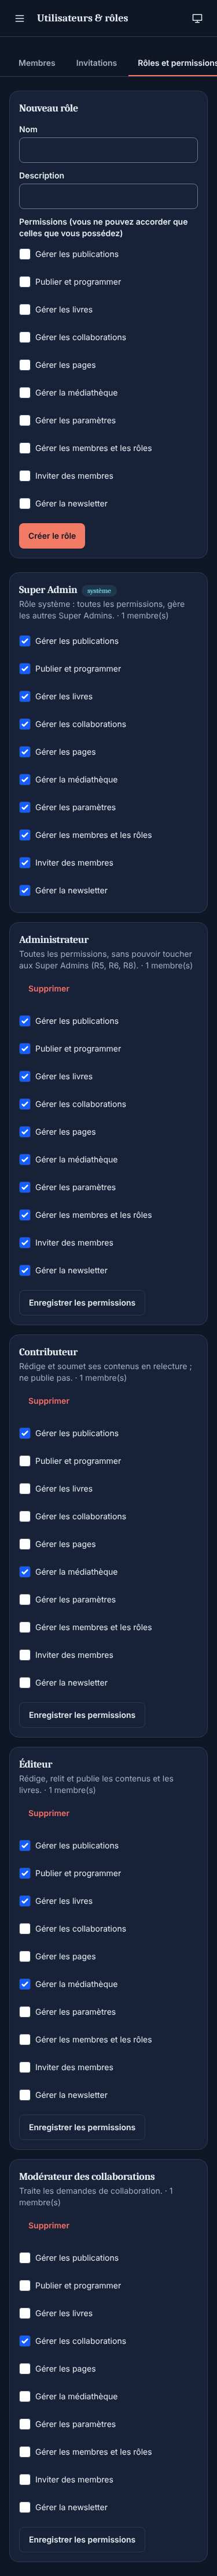 Utilisateurs & rôles
Membres
Invitations
Rôles et permissions
Nouveau rôle
Nom
Description
Permissions (vous ne pouvez accorder que
celles que vous possédez)
Gérer les publications
Publier et programmer
Gérer les livres
Gérer les collaborations
Gérer les pages
Gérer la médiathèque
Gérer les paramètres
Gérer les membres et les rôles
Inviter des membres
Gérer la newsletter
Créer le rôle
Super Admin système
Rôle système : toutes les permissions, gère
les autres Super Admins. · 1 membre(s)
Gérer les publications
Publier et programmer
Gérer les livres
Gérer les collaborations
Gérer les pages
Gérer la médiathèque
Gérer les paramètres
Gérer les membres et les rôles
Inviter des membres
Gérer la newsletter
Administrateur
Toutes les permissions, sans pouvoir toucher
aux Super Admins (R5, R6, R8). · 1 membre(s)
Supprimer
Gérer les publications
Publier et programmer
Gérer les livres
Gérer les collaborations
Gérer les pages
Gérer la médiathèque
Gérer les paramètres
Gérer les membres et les rôles
Inviter des membres
Gérer la newsletter
Enregistrer les permissions
Contributeur
Rédige et soumet ses contenus en relecture ;
ne publie pas. · 1 membre(s)
Supprimer
Gérer les publications
Publier et programmer
Gérer les livres
Gérer les collaborations
Gérer les pages
Gérer la médiathèque
Gérer les paramètres
Gérer les membres et les rôles
Inviter des membres
Gérer la newsletter
Enregistrer les permissions
Éditeur
Rédige, relit et publie les contenus et les
livres. · 1 membre(s)
Supprimer
Gérer les publications
Publier et programmer
Gérer les livres
Gérer les collaborations
Gérer les pages
Gérer la médiathèque
Gérer les paramètres
Gérer les membres et les rôles
Inviter des membres
Gérer la newsletter
Enregistrer les permissions
Modérateur des collaborations
Traite les demandes de collaboration. · 1
membre(s)
Supprimer
Gérer les publications
Publier et programmer
Gérer les livres
Gérer les collaborations
Gérer les pages
Gérer la médiathèque
Gérer les paramètres
Gérer les membres et les rôles
Inviter des membres
Gérer la newsletter
Enregistrer les permissions